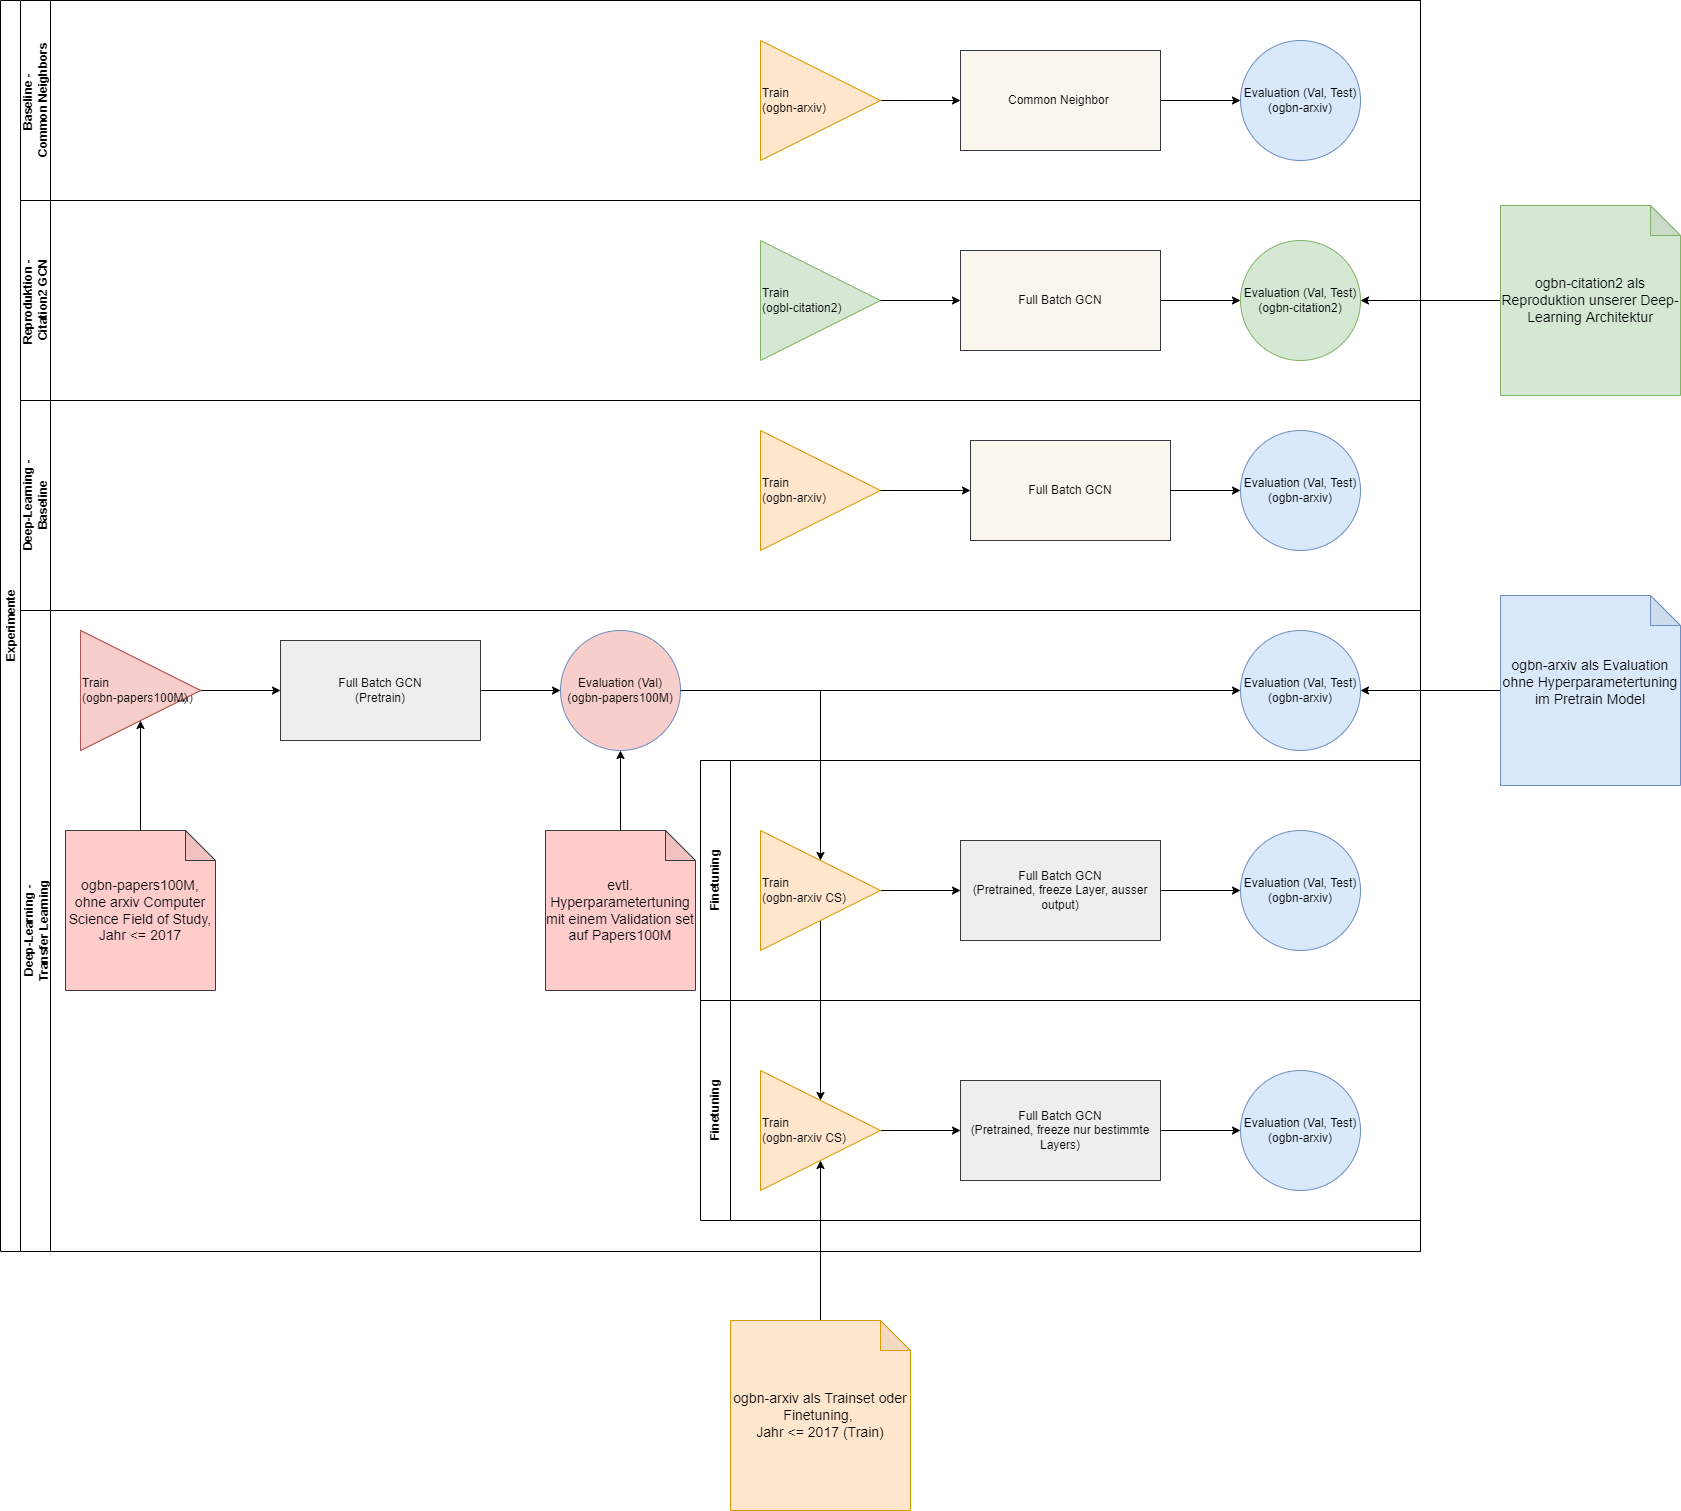 Experimente
Baseline -
Common Neighbors
Train
(ogbn-arxiv)
Common Neighbor
Evaluation (Val, Test)
(ogbn-arxiv)
Reproduktion -
Citation2 GCN
Train
(ogbl-citation2)
Full Batch GCN
Evaluation (Val, Test)
(ogbn-citation2)
ogbn-citation2 als
Reproduktion unserer Deep-
Learning Architektur
Deep-Learning -
Baseline
Train
(ogbn-arxiv)
Full Batch GCN
Evaluation (Val, Test)
(ogbn-arxiv)
Deep-Learning -
Transfer Learning
Train
(ogbn-papers100M))
Full Batch GCN
(Pretrain)
Evaluation (Val)
(ogbn-papers100M)
Evaluation (Val, Test)
(ogbn-arxiv)
ogbn-arxiv als Evaluation
ohne Hyperparametertuning
im Pretrain Model
ogbn-papers100M,
ohne arxiv Computer
Science Field of Study,
Jahr <= 2017
evtl.
Hyperparametertuning
mit einem Validation set
auf Papers100M
Finetuning
Train
(ogbn-arxiv CS)
Full Batch GCN
(Pretrained, freeze Layer, ausser
output)
Evaluation (Val, Test)
(ogbn-arxiv)
Finetuning
Train
(ogbn-arxiv CS)
Full Batch GCN
(Pretrained, freeze nur bestimmte
Layers)
Evaluation (Val, Test)
(ogbn-arxiv)
ogbn-arxiv als Trainset oder
Finetuning,
Jahr <= 2017 (Train)